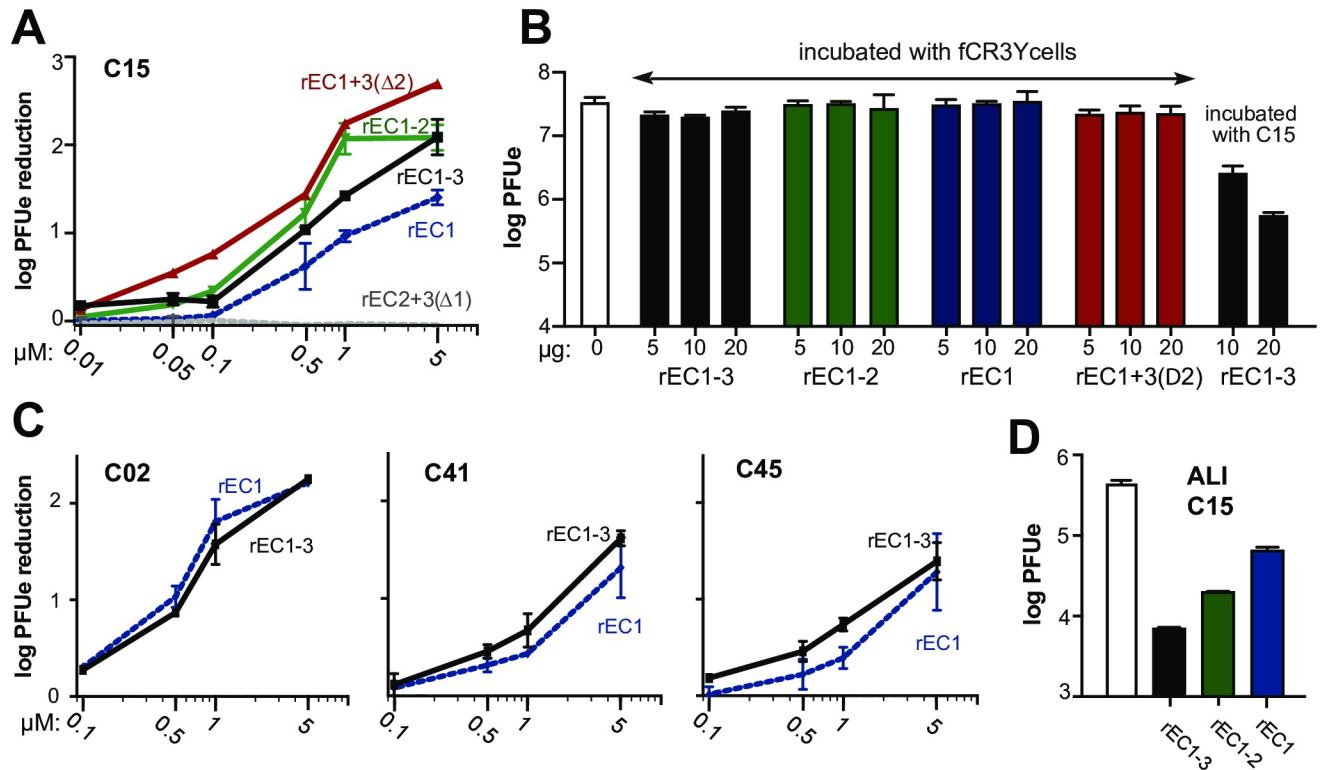 A
C15
log PFUe reduction
3
2
1
0
rEC1+3(Δ2)
rEC1-2
rEC1-3
rEC1
rEC2+3(Δ1)
µM:
0.01
0.05
0.1
0.5
1
5
B
incubated with fCR3Ycells
incubated
with C15
log PFUe
8
7
6
5
4
µg: 0 5 10 20 5 10 20 5 10 20 5 10 20 10 20
rEC1-3 rEC1-2 rEC1 rEC1+3(D2) rEC1-3
C
log PFUe reduction
2
1
0
C02
rEC1
rEC1-3
µM:
0.1
0.5
1
5
C41
rEC1-3
rEC1
0.1
0.5
1
5
C45
rEC1-3
rEC1
0.1
0.5
1
5
D
ALI
C15
log PFUe
6
5
4
3
rEC1-3
rEC1-2
rEC1